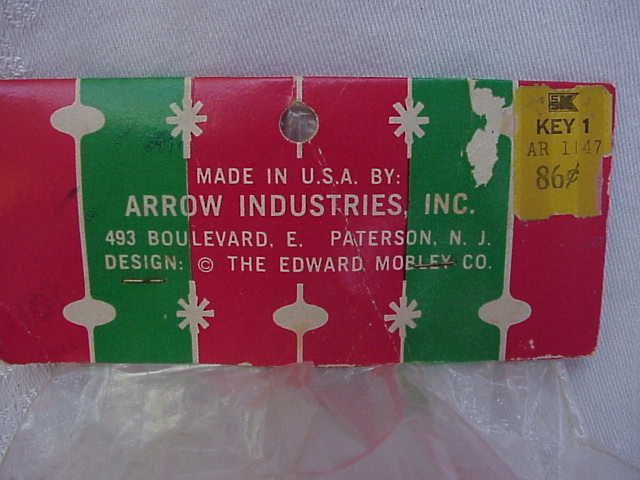 KEY 1
AR 1147
86¢
MADE IN U.S.A. BY:
ARROW INDUSTRIES, INC.
493 BOULEVARD, E. PATERSON, N. J.
DESIGN: © THE EDWARD MOBLEY CO.